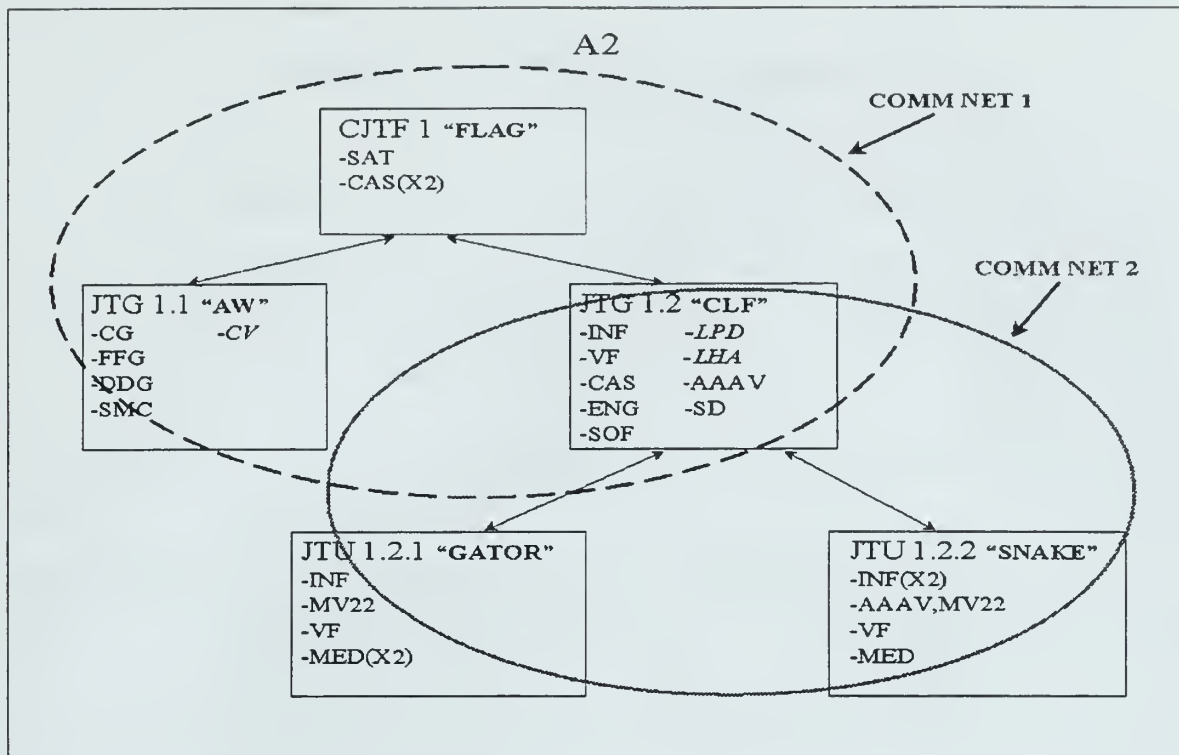 A2
COMM NET 1
CJTF 1 "FLAG"
-SAT
-CAS(X2)
COMM NET 2
JTG 1.1 "AW"
-CG -CV
-FFG
-DDG
-SMC
JTG 1.2 "CLF"
-INF -LPD
-VF -LHA
-CAS -AAAV
-ENG -SD
-SOF
JTU 1.2.1 "GATOR"
-INF
-MV22
-VF
-MED(X2)
JTU 1.2.2 "SNAKE"
-INF(X2)
-AAAV,MV22
-VF
-MED